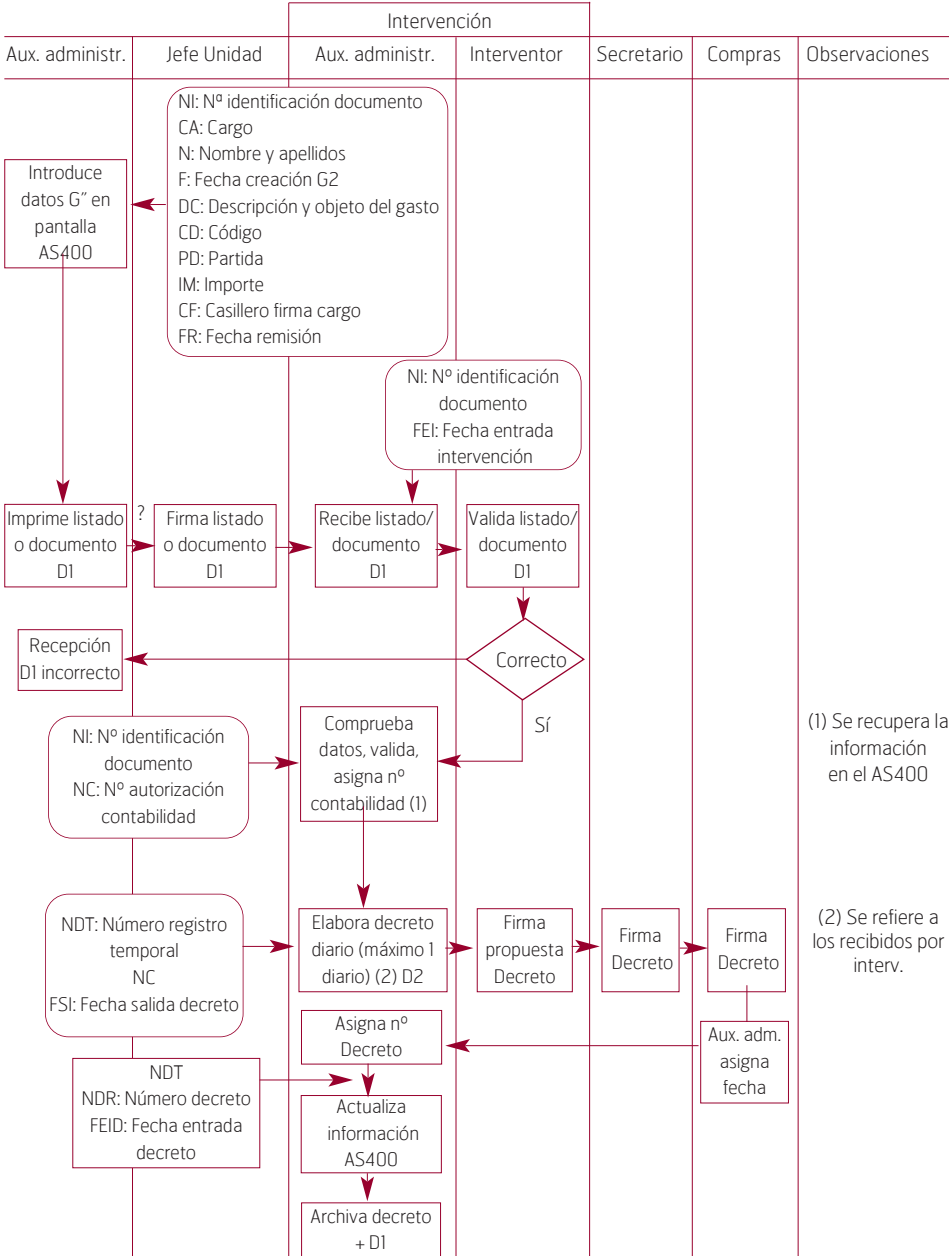 Intervención
Aux. administr.
Jefe Unidad
Aux. administr.
Interventor
Secretario
Compras
Observaciones
NI: Nª identificación documento
CA: Cargo
N: Nombre y apellidos
F: Fecha creación G2
DC: Descripción y objeto del gasto
CD: Código
PD: Partida
IM: Importe
CF: Casillero firma cargo
FR: Fecha remisión
Introduce
datos G” en
pantalla
AS400
NI: Nº identificación
documento
FEI: Fecha entrada
intervención
Imprime listado
o documento
D1
?
Firma listado
o documento
D1
Recibe listado/
documento
D1
Valida listado/
documento
D1
Recepción
D1 incorrecto
Correcto
Sí
NI: Nº identificación
documento
NC: Nº autorización
contabilidad
Comprueba
datos, valida,
asigna nº
contabilidad (1)
(1) Se recupera la
información
en el AS400
NDT: Número registro
temporal
NC
FSI: Fecha salida decreto
Elabora decreto
diario (máximo 1
diario) (2) D2
Firma
propuesta
Decreto
Firma
Decreto
Firma
Decreto
(2) Se refiere a
los recibidos por
interv.
Asigna nº
Decreto
Aux. adm.
asigna
fecha
NDT
NDR: Número decreto
FEID: Fecha entrada
decreto
Actualiza
información
AS400
Archiva decreto
+ D1